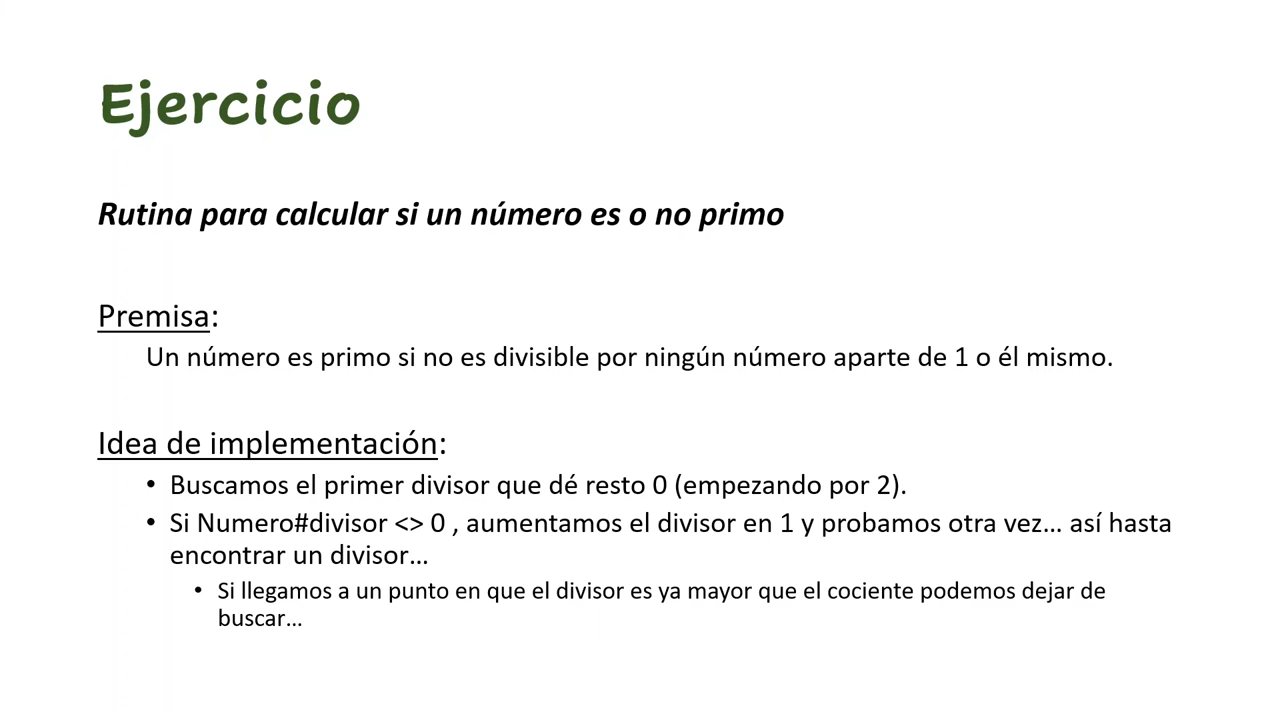 Ejercicio
Rutina para calcular si un número es o no primo
Premisa:
Un número es primo si no es divisible por ningún número aparte de 1 o él mismo.
Idea de implementación:
• Buscamos el primer divisor que dé resto 0 (empezando por 2).
• Si Numero#divisor <> 0 , aumentamos el divisor en 1 y probamos otra vez... así hasta
encontrar un divisor...
• Si llegamos a un punto en que el divisor es ya mayor que el cociente podemos dejar de
buscar...